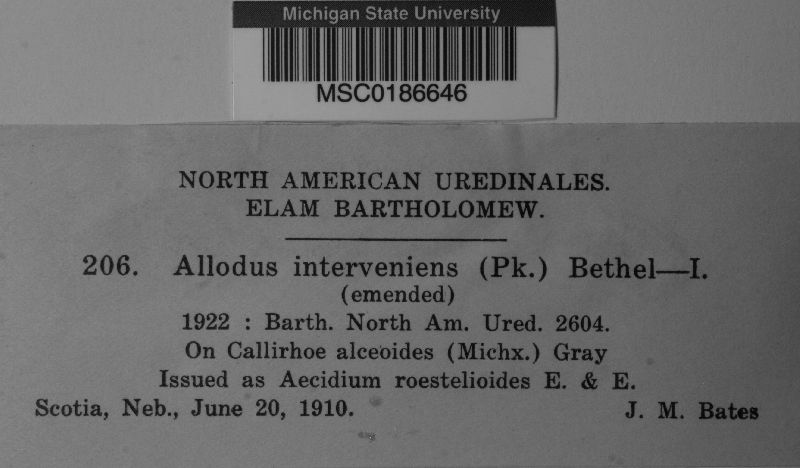 Michigan State University
MSC0186646
NORTH AMERICAN UREDINALES.
ELAM BARTHOLOMEW.
206. Allodus interveniens (Pk.) Bethel—I.
(emended)
1922 : Barth. North Am. Ured. 2604.
On Callirhoe alceoides (Michx.) Gray
Issued as Aecidium roestelioides E. & E.
Scotia, Neb., June 20, 1910. J. M. Bates